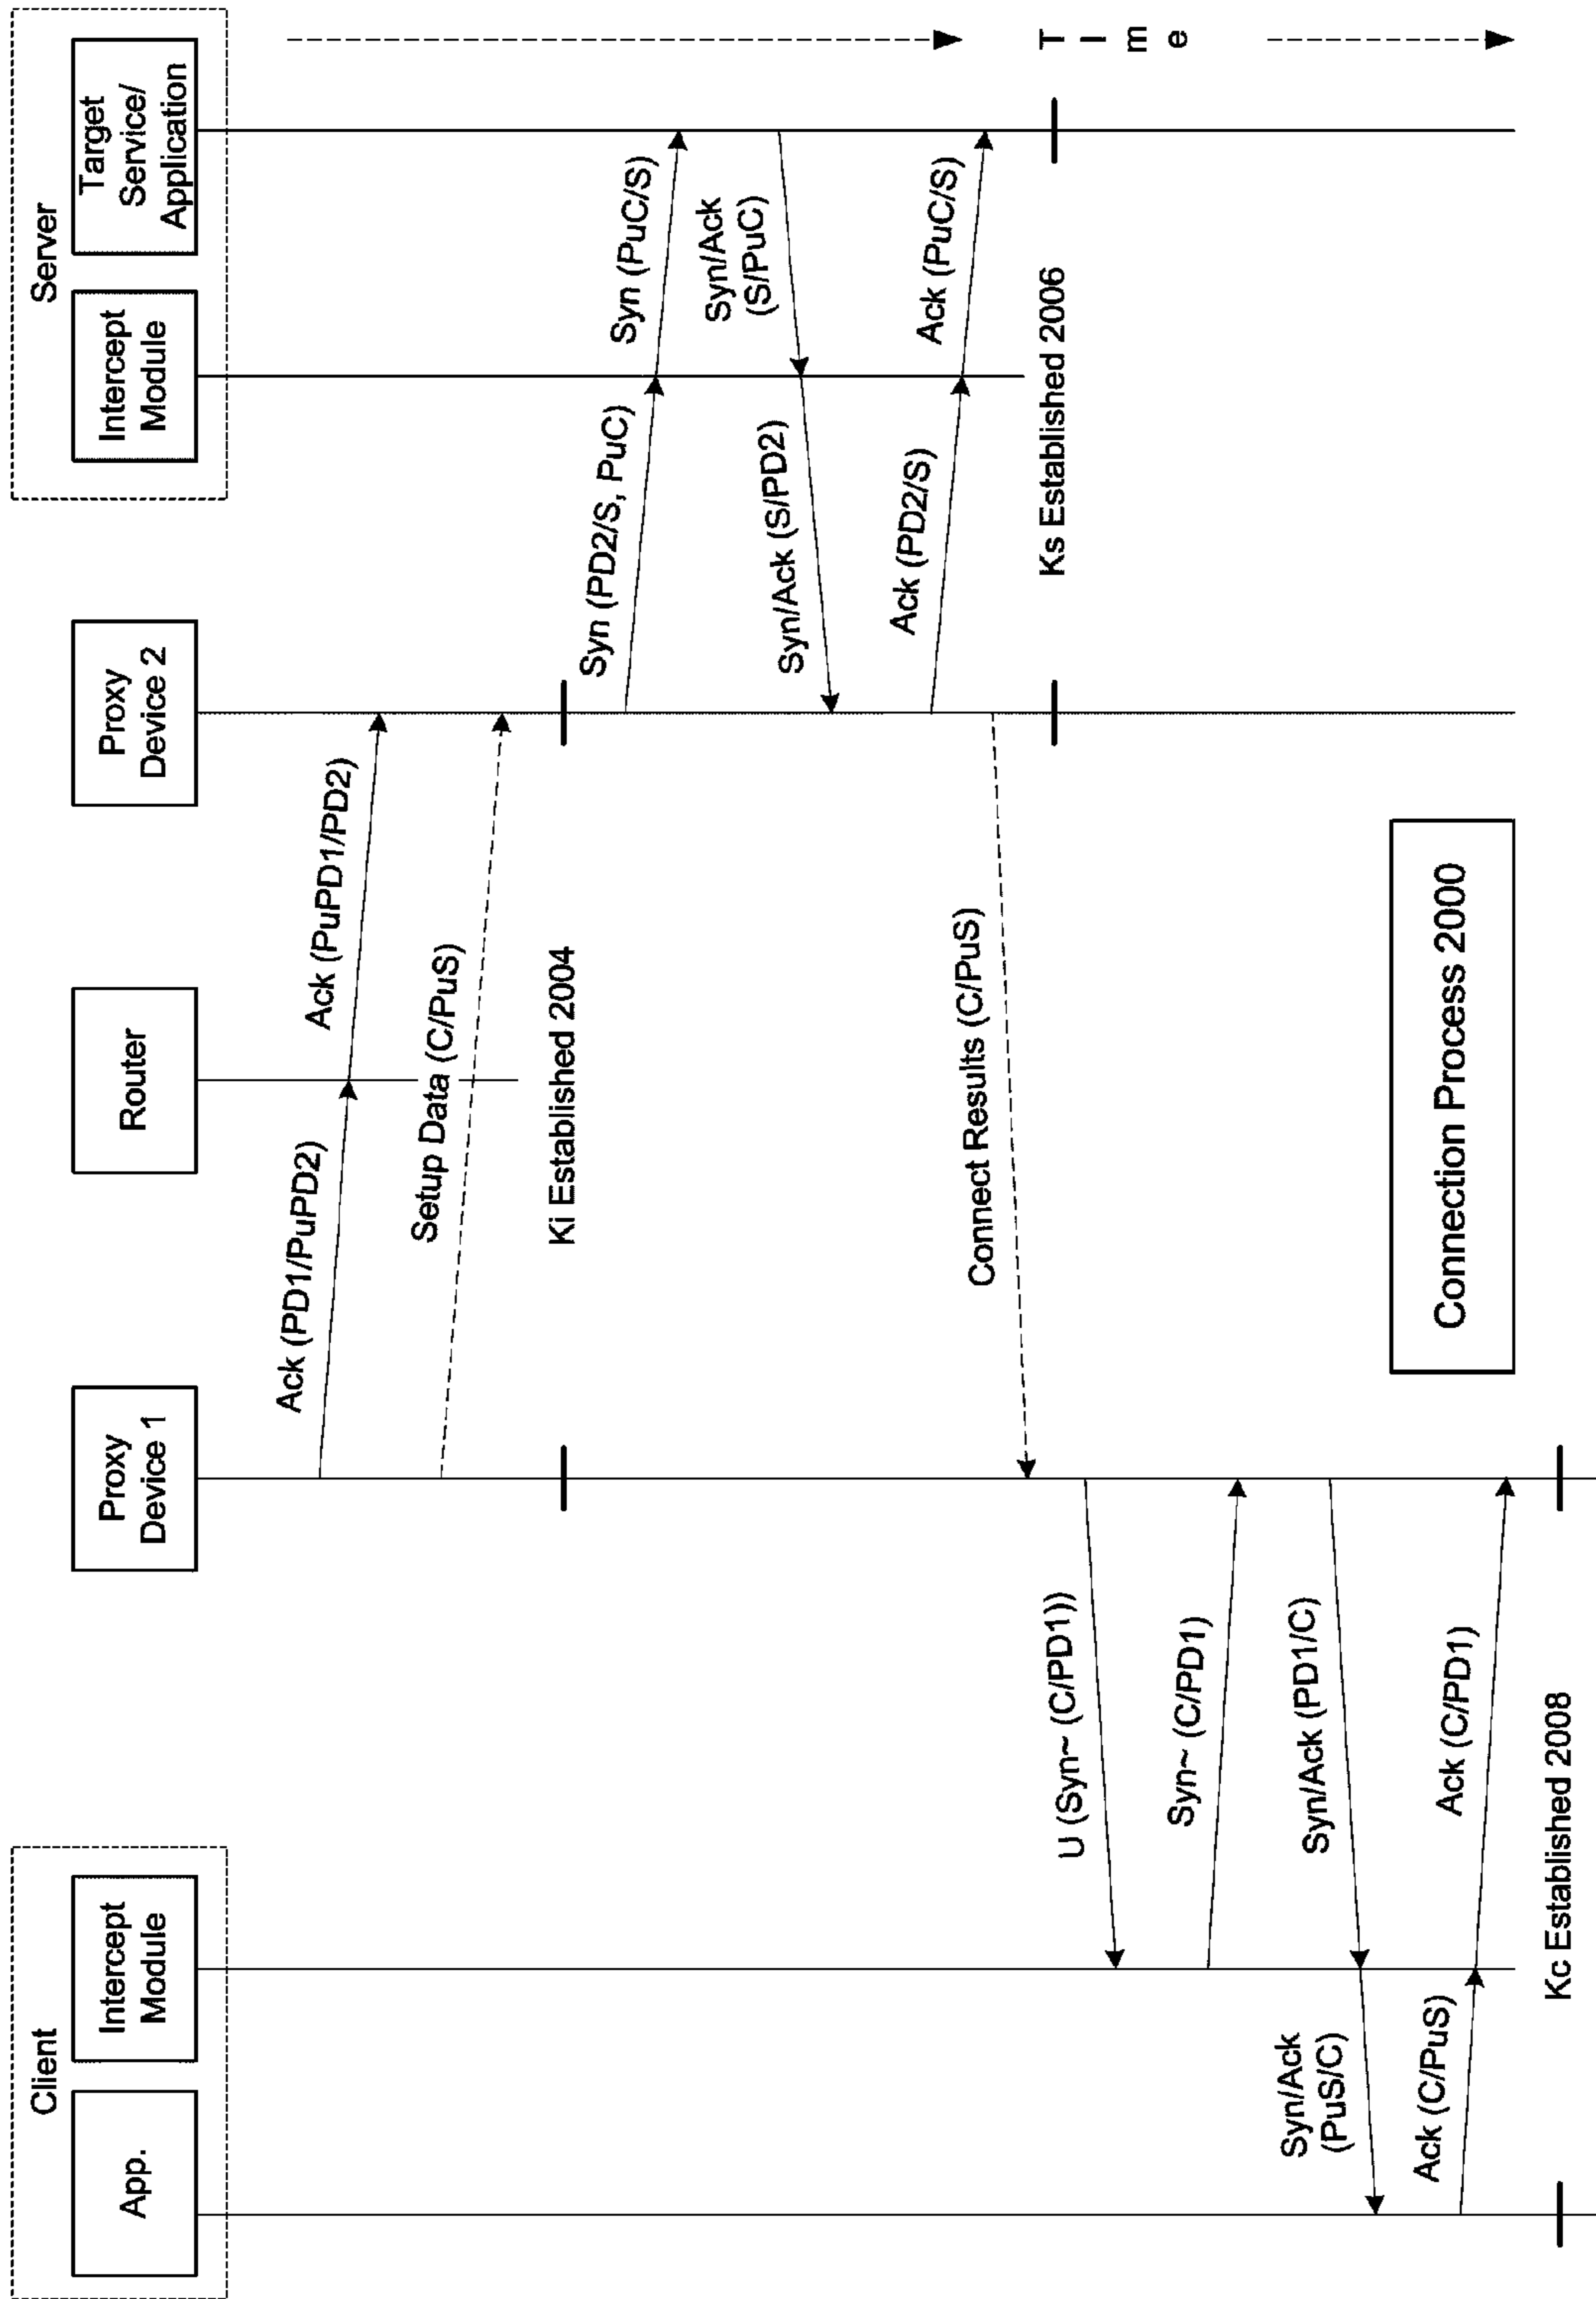 Client
Server
App.
Intercept
Module
Proxy
Device 1
Router
Proxy
Device 2
Intercept
Module
Target
Service/
Application
Ack (PD1/PuPD2)
Ack (PuPD1/PD2)
Setup Data (C/PuS)
Ki Established 2004
Syn (PD2/S, PuC)
Syn (PuC/S)
Syn/Ack
(S/PuC)
Syn/Ack (S/PD2)
Ack (PD2/S)
Ack (PuC/S)
Connect Results (C/PuS)
Ks Established 2006
T
i
m
e
U (Syn~ (C/PD1))
Syn~ (C/PD1)
Syn/Ack (PD1/C)
Syn/Ack
(PuS/C)
Ack (C/PuS)
Ack (C/PD1)
Kc Established 2008
Connection Process 2000